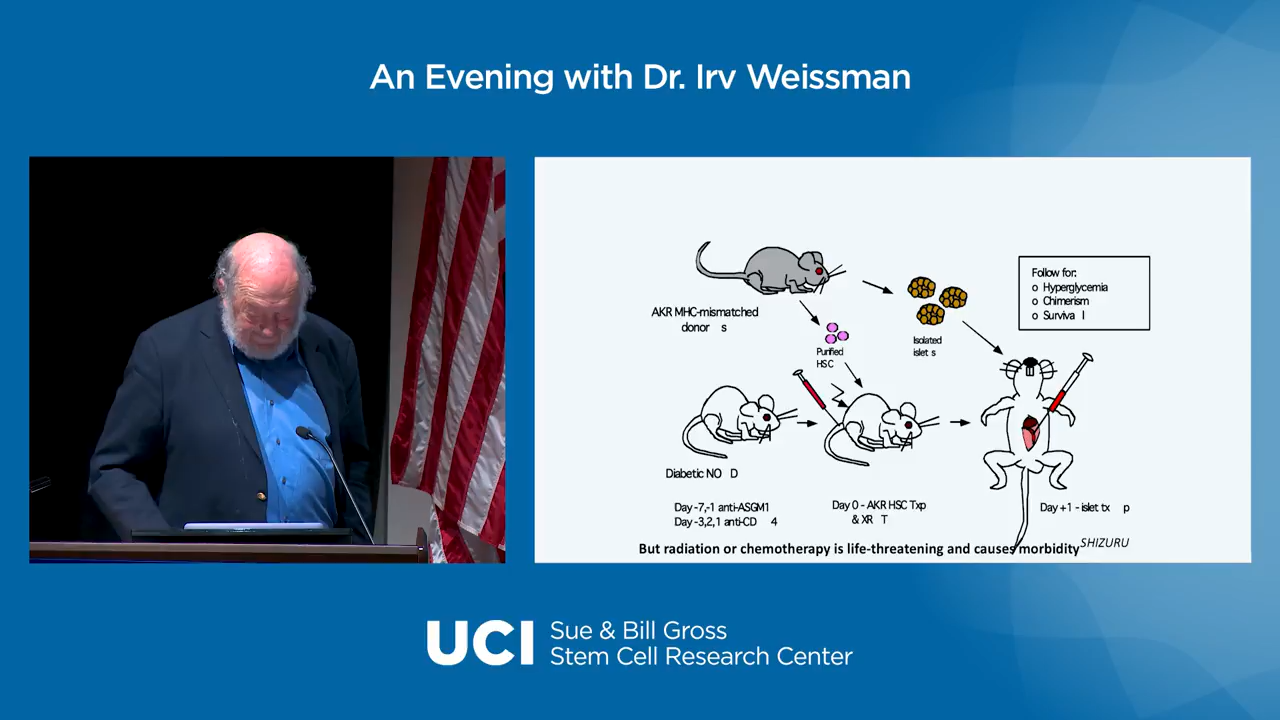 An Evening with Dr. Irv Weissman
AKR MHC-mismatched
donor s
Purified
HSC
Isolated
islet s
Follow for:
o Hyperglycemia
o Chimerism
o Surviva l
Diabetic NO D
Day -7,-1 anti-ASGM1
Day -3,2,1 anti-CD 4
Day 0 - AKR HSC Txp
& XR T
Day +1 - islet tx p
But radiation or chemotherapy is life-threatening and causes morbidity
SHIZURU
UCI
Sue & Bill Gross
Stem Cell Research Center